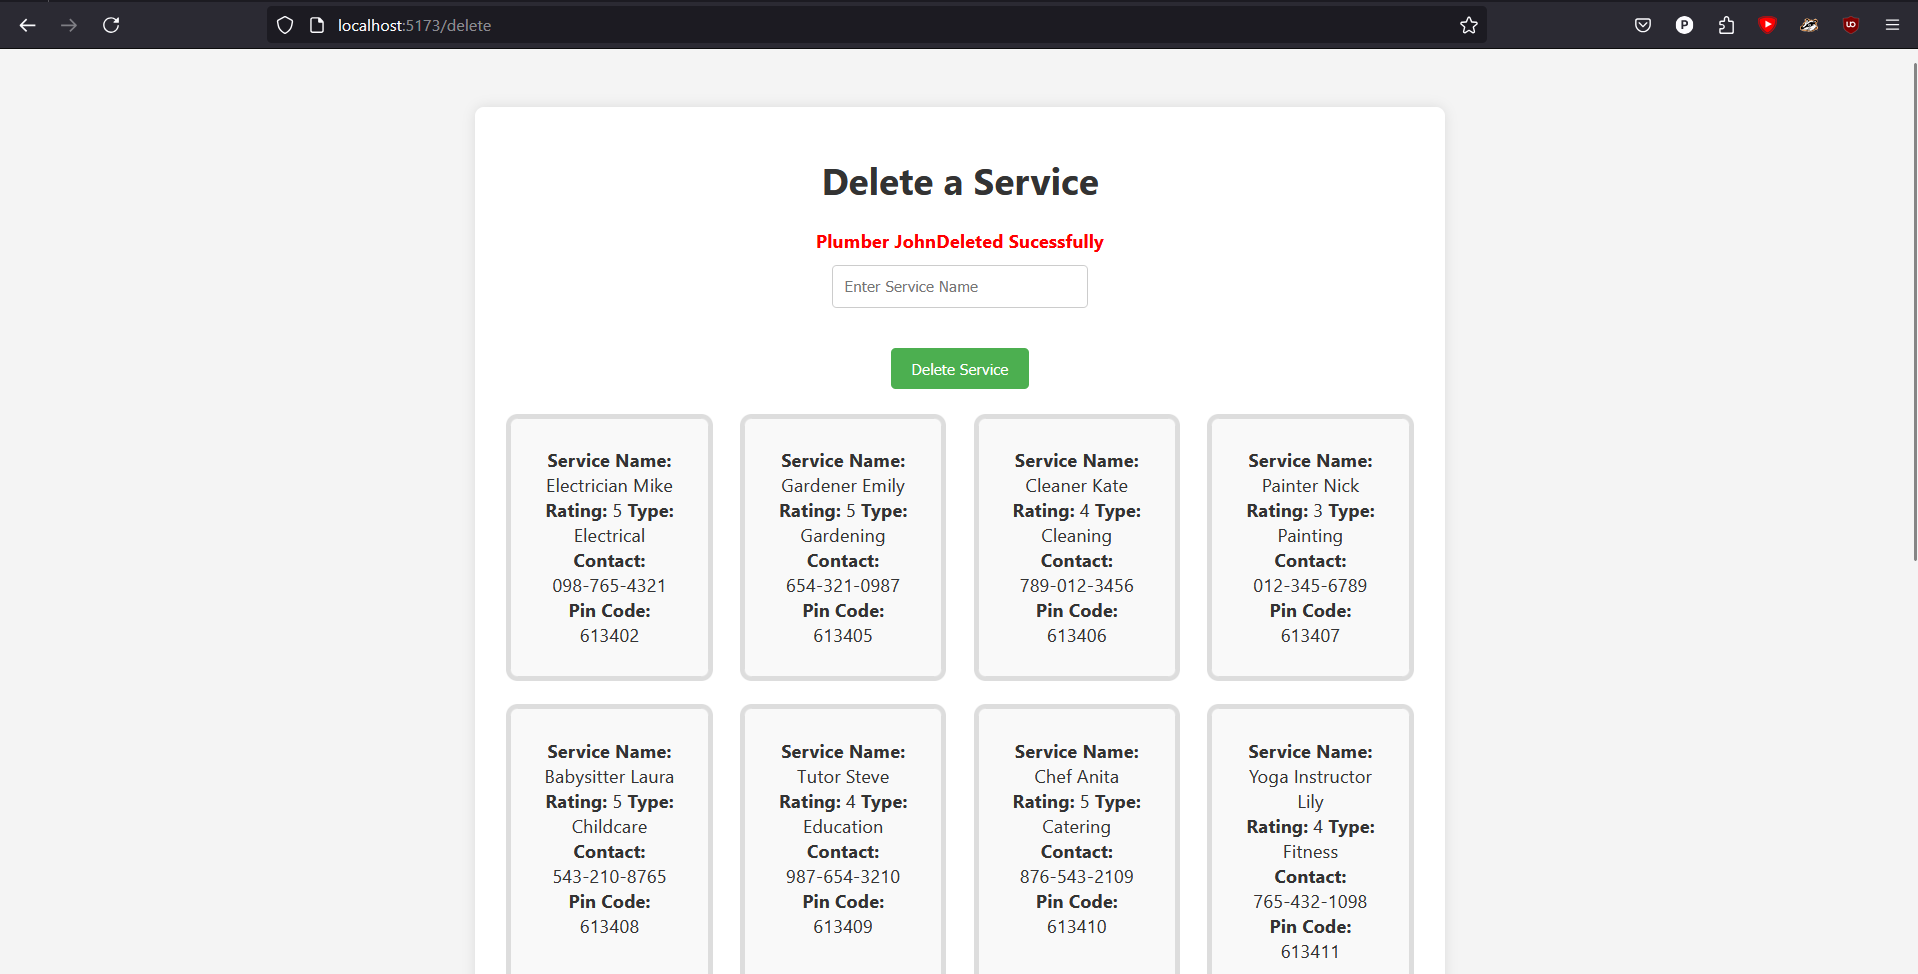 localhost:5173/delete
P
Delete a Service
Plumber JohnDeleted Sucessfully
Enter Service Name
Delete Service
Service Name:
Electrician Mike
Rating: 5 Type:
Electrical
Contact:
098-765-4321
Pin Code:
613402
Service Name:
Gardener Emily
Rating: 5 Type:
Gardening
Contact:
654-321-0987
Pin Code:
613405
Service Name:
Cleaner Kate
Rating: 4 Type:
Cleaning
Contact:
789-012-3456
Pin Code:
613406
Service Name:
Painter Nick
Rating: 3 Type:
Painting
Contact:
012-345-6789
Pin Code:
613407
Service Name:
Babysitter Laura
Rating: 5 Type:
Childcare
Contact:
543-210-8765
Pin Code:
613408
Service Name:
Tutor Steve
Rating: 4 Type:
Education
Contact:
987-654-3210
Pin Code:
613409
Service Name:
Chef Anita
Rating: 5 Type:
Catering
Contact:
876-543-2109
Pin Code:
613410
Service Name:
Yoga Instructor
Lily
Rating: 4 Type:
Fitness
Contact:
765-432-1098
Pin Code:
613411